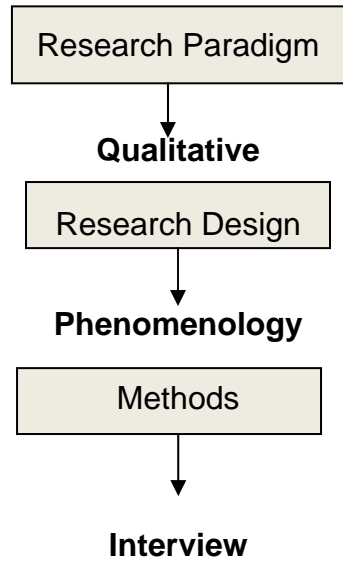 Research Paradigm
Qualitative
Research Design
Phenomenology
Methods
Interview